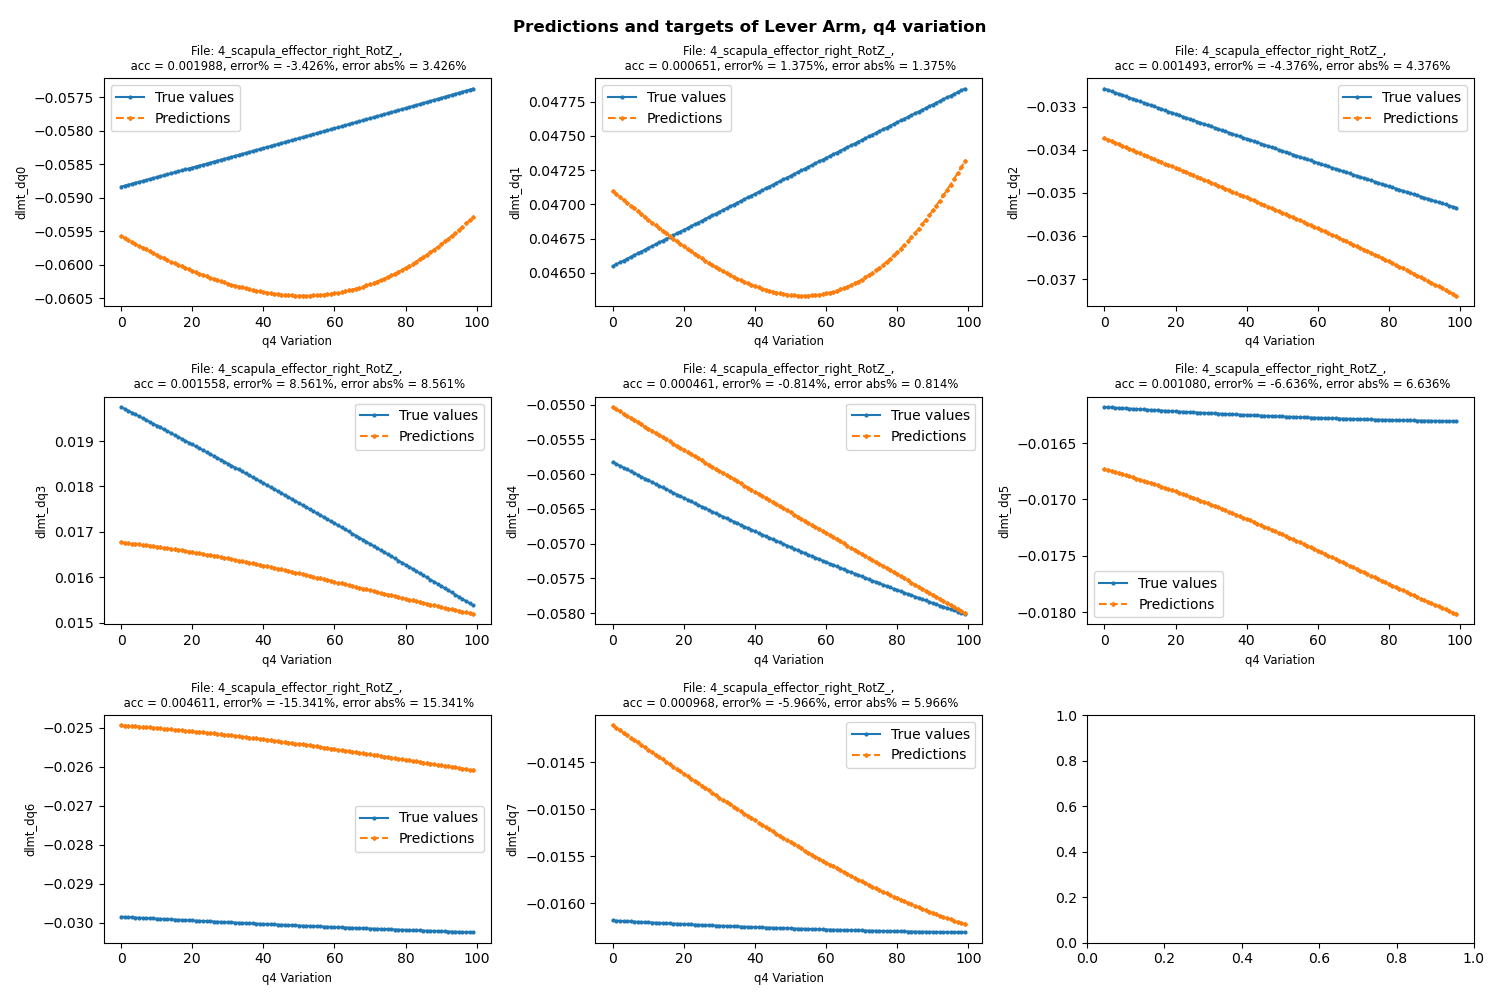 Predictions and targets of Lever Arm, q4 variation
File: 4_scapula_effector_right_RotZ_,
acc = 0.001988, error% = -3.426%, error abs% = 3.426%
True values
Predictions
dlmt_dq0
−0.0575
−0.0580
−0.0585
−0.0590
−0.0595
−0.0600
−0.0605
0 20 40 60 80 100
q4 Variation
File: 4_scapula_effector_right_RotZ_,
acc = 0.000651, error% = 1.375%, error abs% = 1.375%
True values
Predictions
dlmt_dq1
0.04775
0.04750
0.04725
0.04700
0.04675
0.04650
0 20 40 60 80 100
q4 Variation
File: 4_scapula_effector_right_RotZ_,
acc = 0.001493, error% = -4.376%, error abs% = 4.376%
True values
Predictions
dlmt_dq2
−0.033
−0.034
−0.035
−0.036
−0.037
0 20 40 60 80 100
q4 Variation
File: 4_scapula_effector_right_RotZ_,
acc = 0.001558, error% = 8.561%, error abs% = 8.561%
True values
Predictions
dlmt_dq3
0.019
0.018
0.017
0.016
0.015
0 20 40 60 80 100
q4 Variation
File: 4_scapula_effector_right_RotZ_,
acc = 0.000461, error% = -0.814%, error abs% = 0.814%
True values
Predictions
dlmt_dq4
−0.0550
−0.0555
−0.0560
−0.0565
−0.0570
−0.0575
−0.0580
0 20 40 60 80 100
q4 Variation
File: 4_scapula_effector_right_RotZ_,
acc = 0.001080, error% = -6.636%, error abs% = 6.636%
True values
Predictions
dlmt_dq5
−0.0165
−0.0170
−0.0175
−0.0180
0 20 40 60 80 100
q4 Variation
File: 4_scapula_effector_right_RotZ_,
acc = 0.004611, error% = -15.341%, error abs% = 15.341%
True values
Predictions
dlmt_dq6
−0.025
−0.026
−0.027
−0.028
−0.029
−0.030
0 20 40 60 80 100
q4 Variation
File: 4_scapula_effector_right_RotZ_,
acc = 0.000968, error% = -5.966%, error abs% = 5.966%
True values
Predictions
dlmt_dq7
−0.0145
−0.0150
−0.0155
−0.0160
0 20 40 60 80 100
q4 Variation
1.0
0.8
0.6
0.4
0.2
0.0
0.0 0.2 0.4 0.6 0.8 1.0